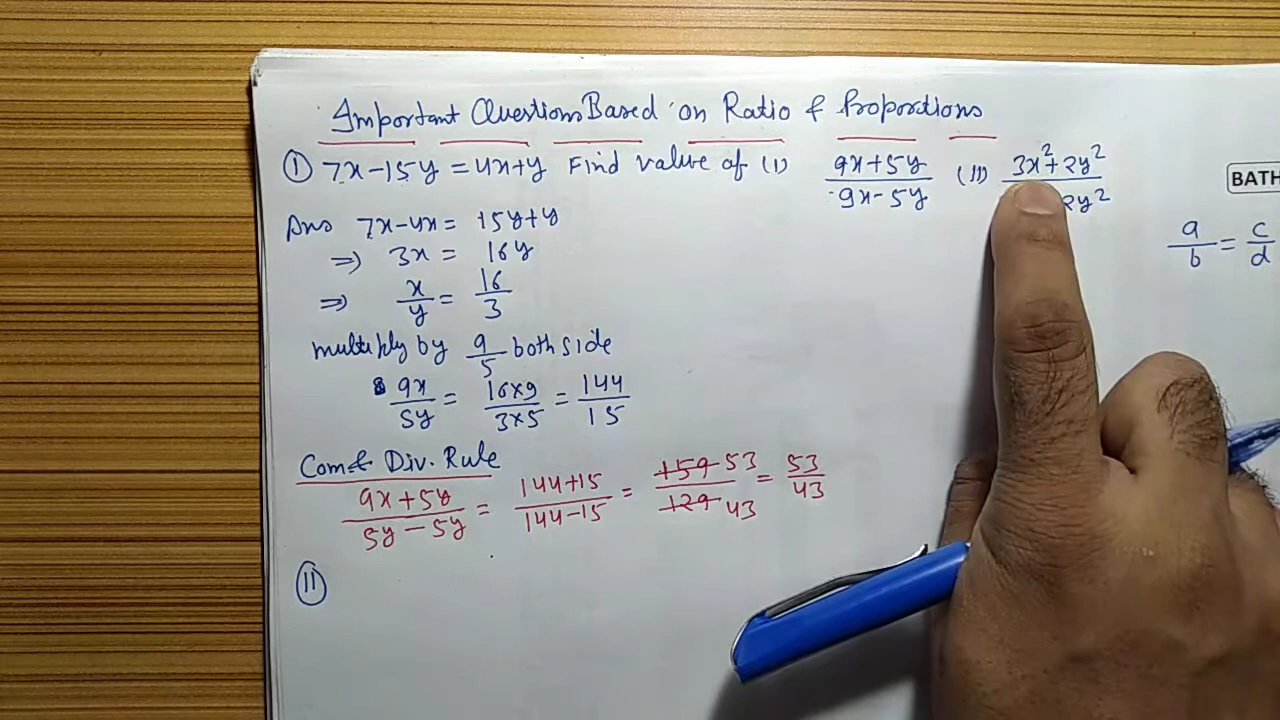 Important Questions Based on Ratio & Proportions
① 7x-15y = 4x+y Find value of (I) 9x+5y/9x-5y (II) 3x²+2y²/2y²
Ans 7x-4x = 15y+y
⇒ 3x = 16y
⇒ x/y = 16/3
multiply by 9/5 both side
9x/5y = 16×9/3×5 = 144/15
Com & Div. Rule
9x+5y/5y-5y = 144+15/144-15 = 159 53/129 43 = 53/43
⑪
BATH
a/b = c/d